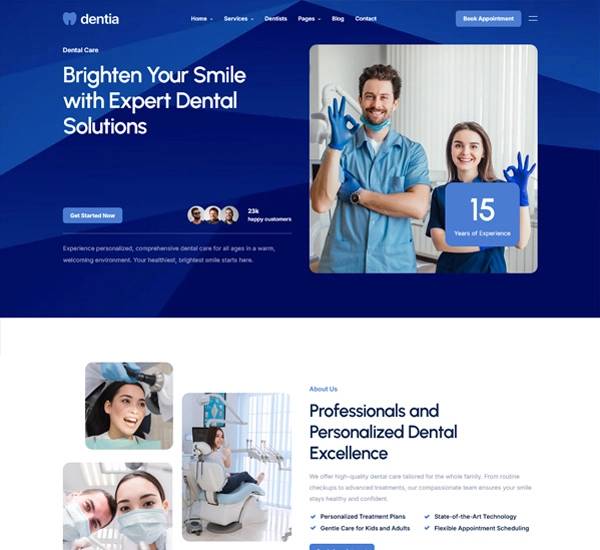 dentia
Home Services Dentists Pages Blog Contact
Book Appointment
Dental Care
Brighten Your Smile
with Expert Dental
Solutions
Get Started Now
23k
happy customers
Experience personalized, comprehensive dental care for all ages in a warm,
welcoming environment. Your healthiest, brightest smile starts here.
15
Years of Experience
About Us
Professionals and
Personalized Dental
Excellence
We offer high-quality dental care tailored for the whole family. From routine
checkups to advanced treatments, our compassionate team ensures your smile
stays healthy and confident.
Personalized Treatment Plans
State-of-the-Art Technology
Gentle Care for Kids and Adults
Flexible Appointment Scheduling